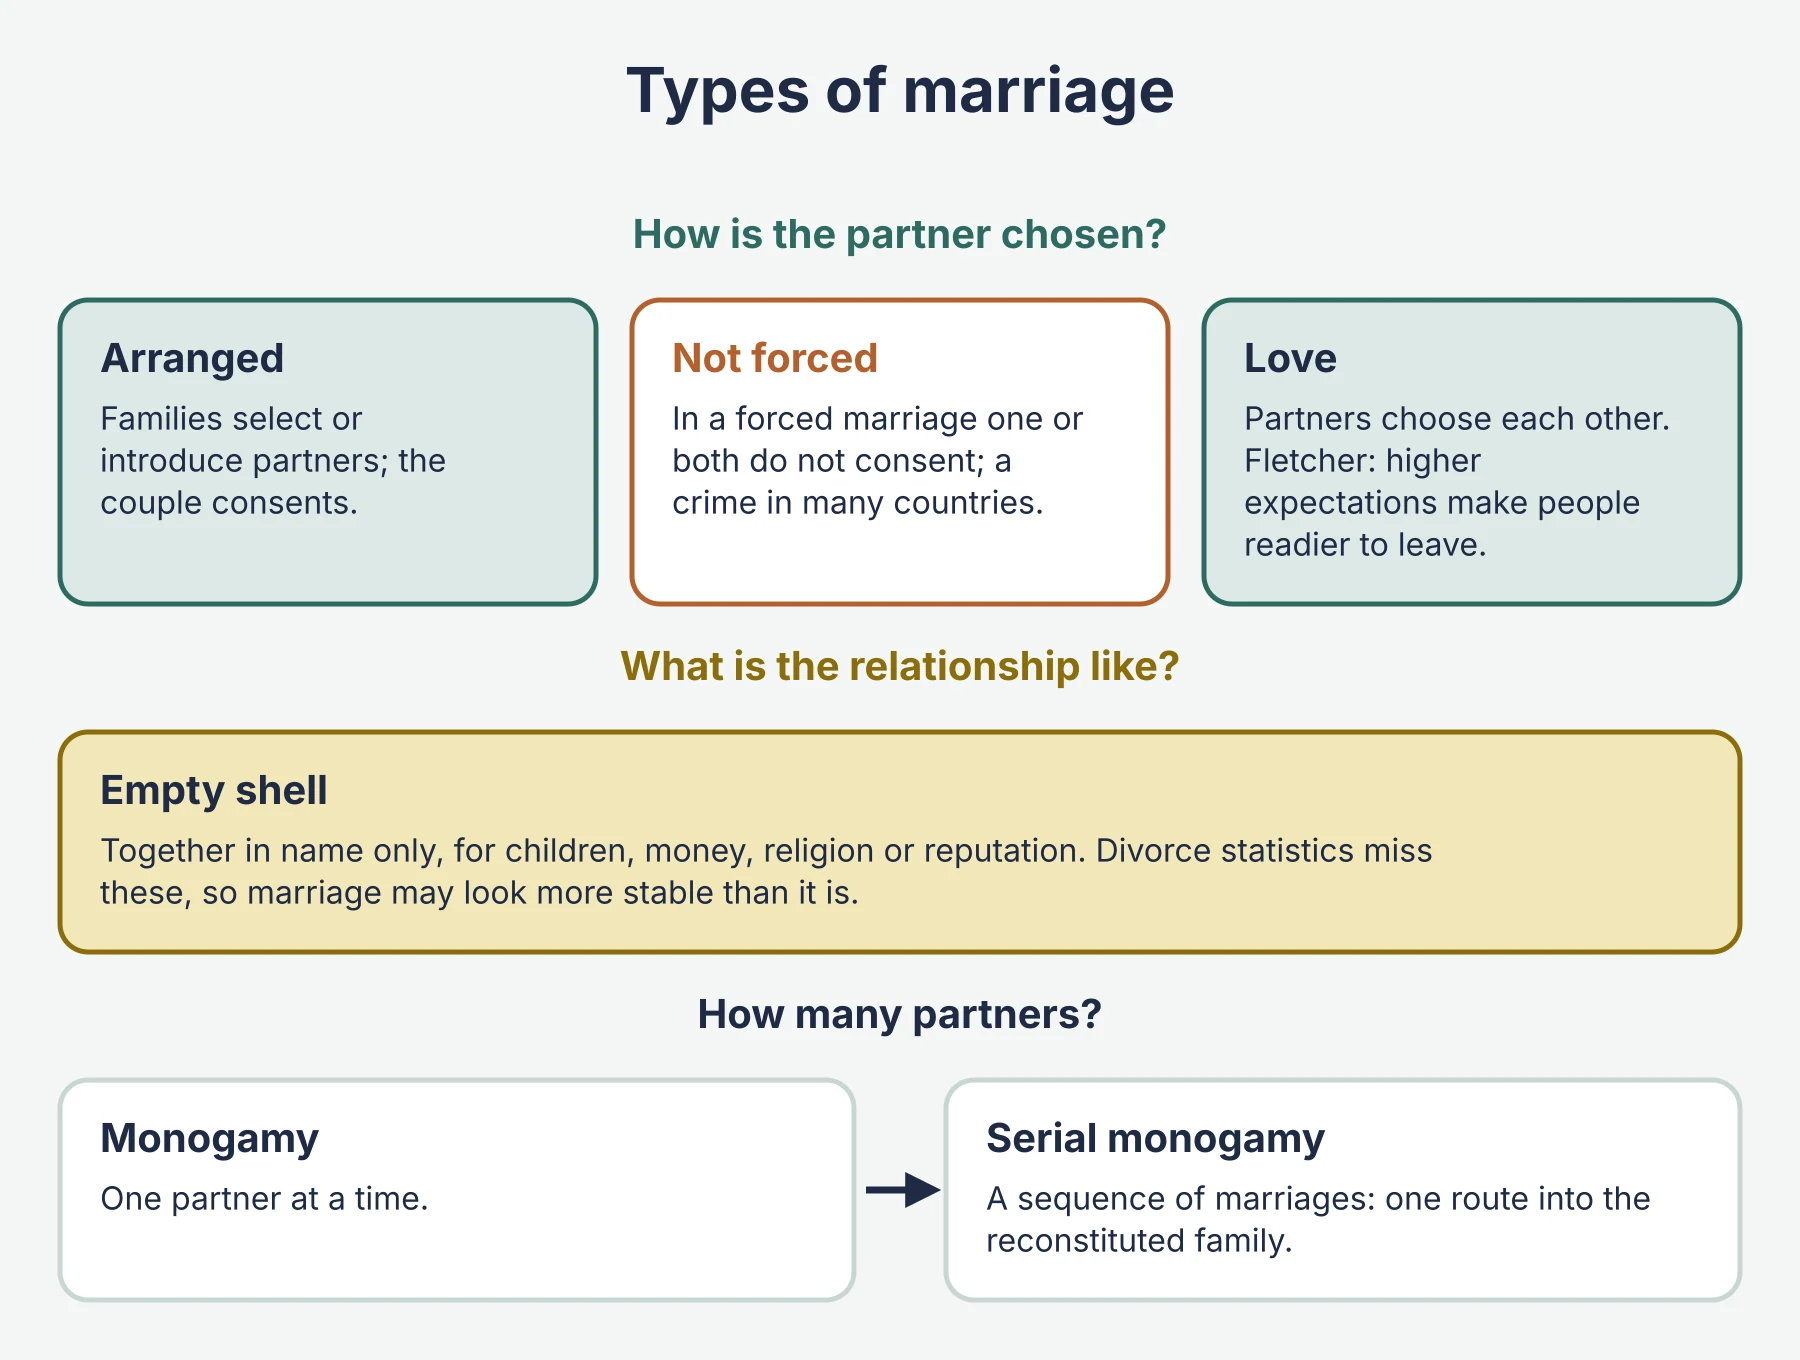 Types of marriage
How is the partner chosen?
Arranged
Families select or
introduce partners; the
couple consents.
Not forced
In a forced marriage one or
both do not consent; a
crime in many countries.
Love
Partners choose each other.
Fletcher: higher
expectations make people
readier to leave.
What is the relationship like?
Empty shell
Together in name only, for children, money, religion or reputation. Divorce statistics miss
these, so marriage may look more stable than it is.
How many partners?
Monogamy
One partner at a time.
Serial monogamy
A sequence of marriages: one route into the
reconstituted family.